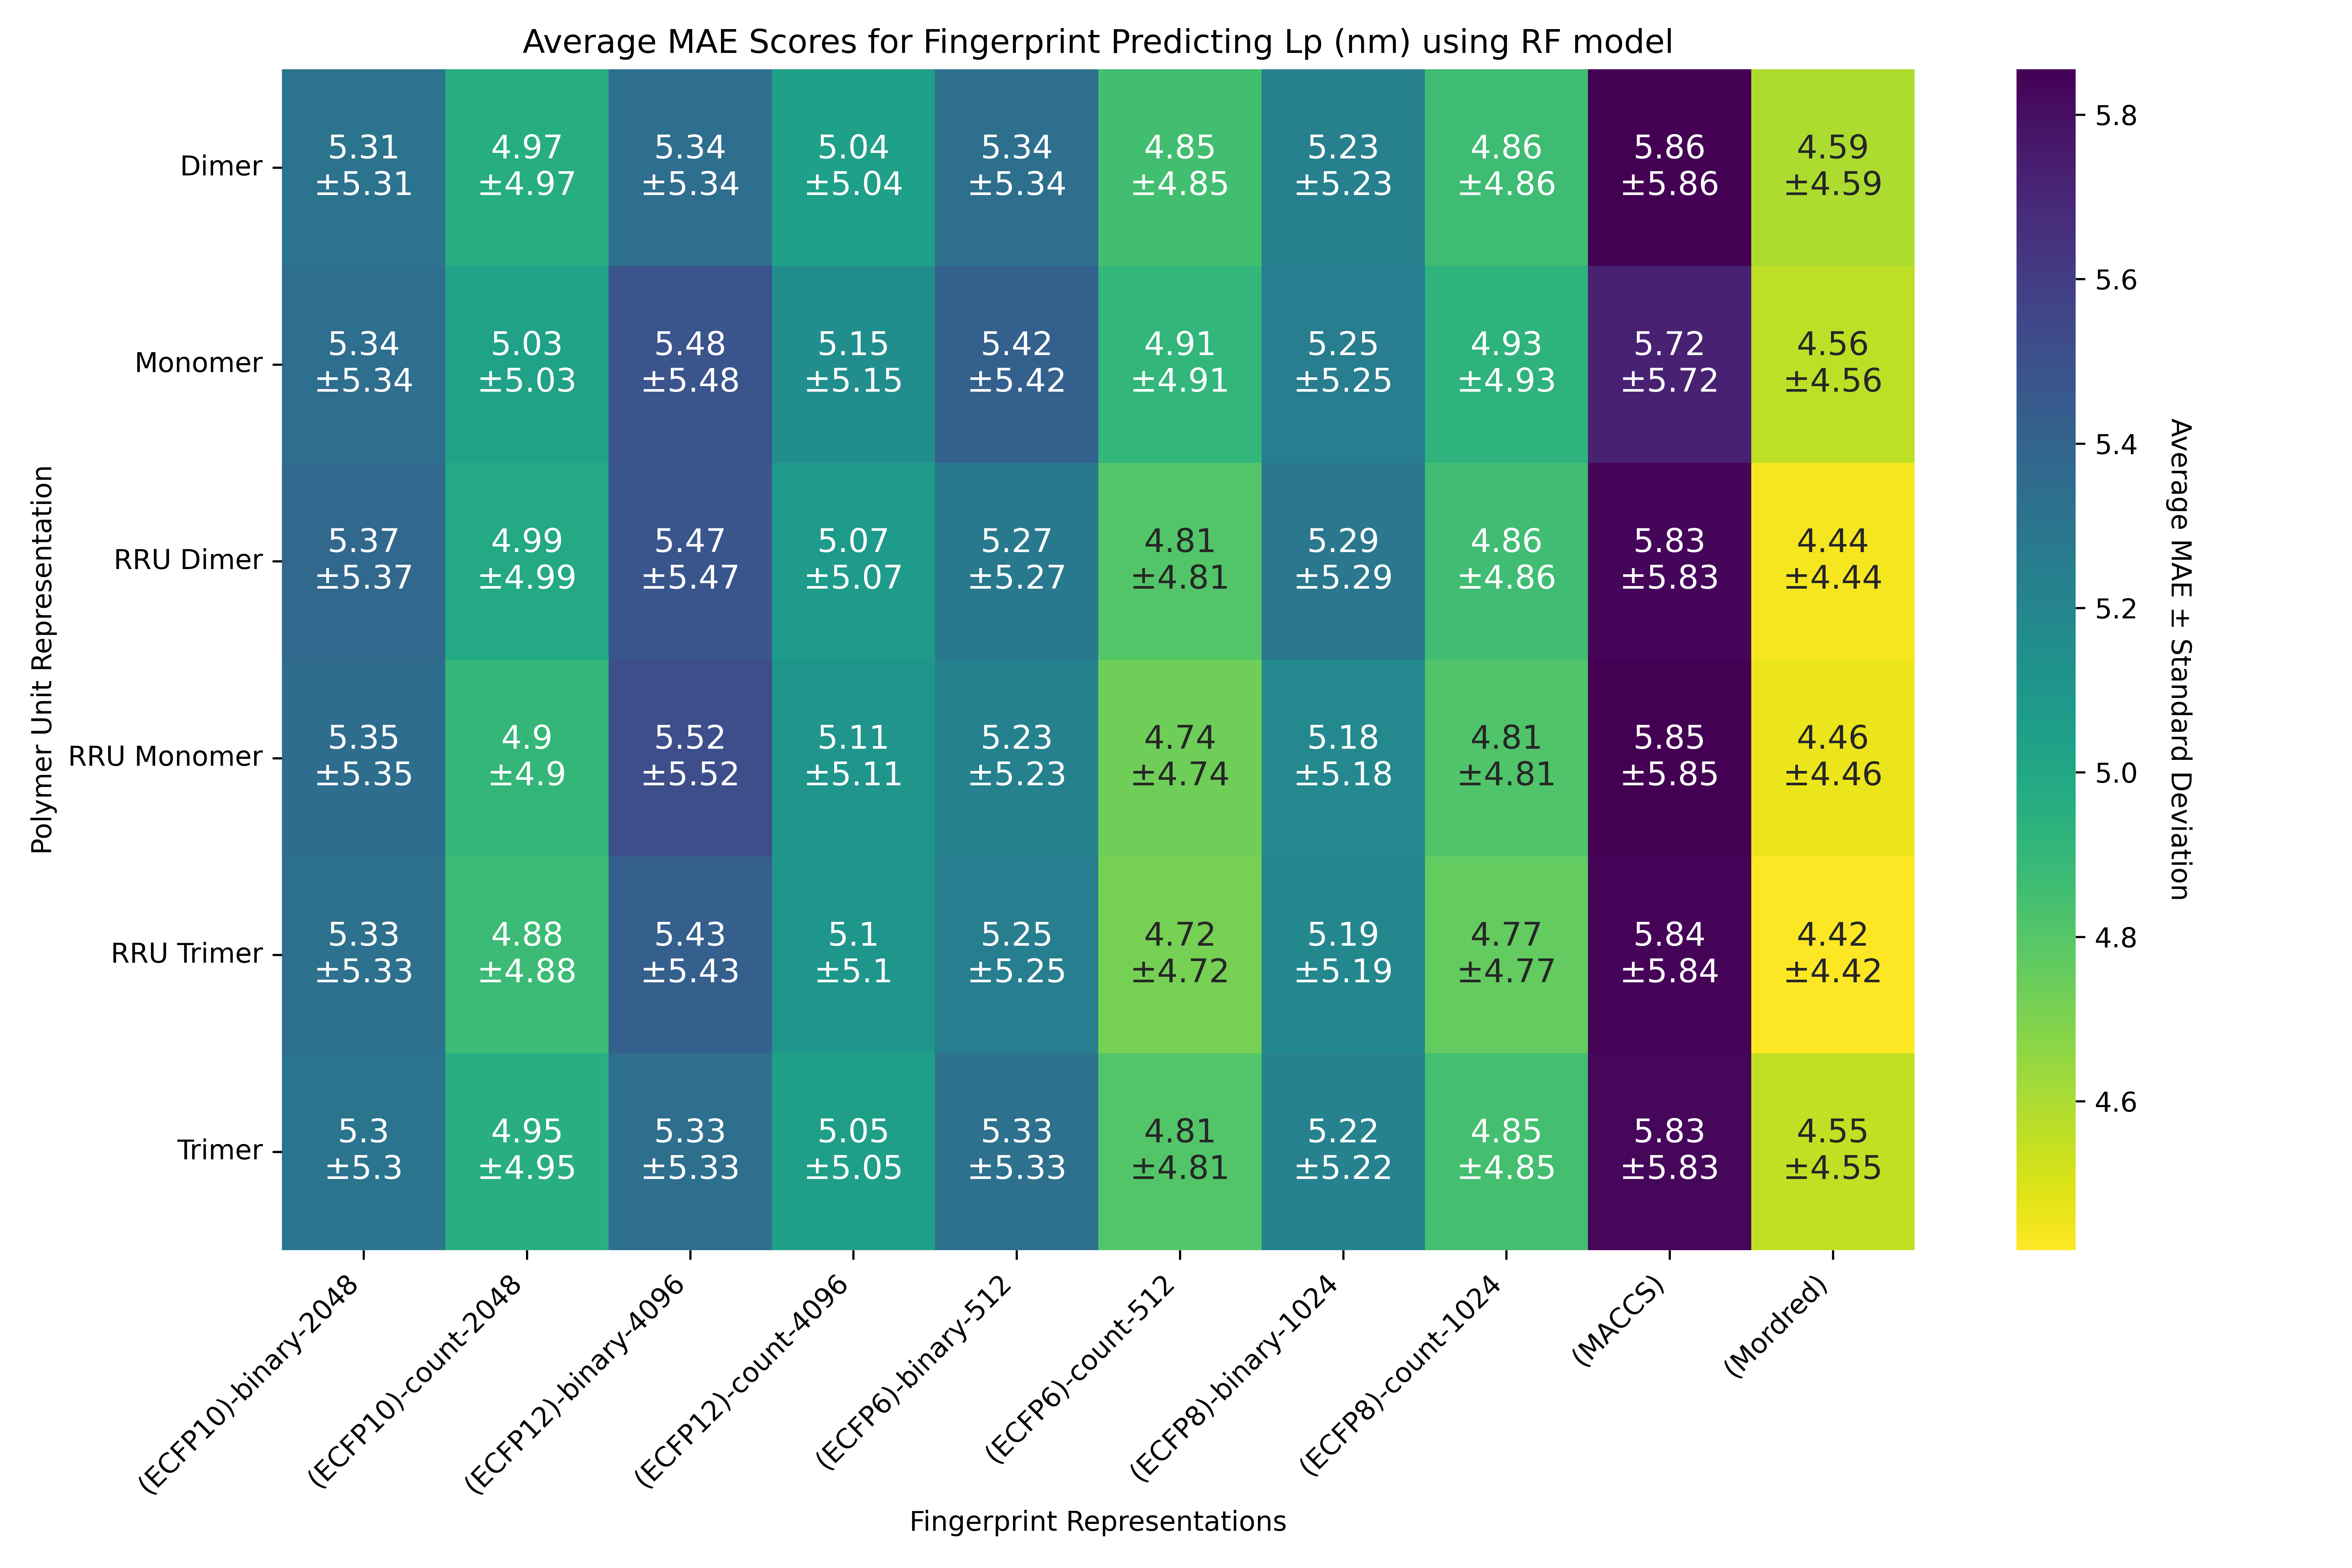 Average MAE Scores for Fingerprint Predicting Lp (nm) using RF model
Polymer Unit Representation
Dimer
5.31 4.97 5.34 5.04 5.34 4.85 5.23 4.86 5.86 4.59
±5.31 ±4.97 ±5.34 ±5.04 ±5.34 ±4.85 ±5.23 ±4.86 ±5.86 ±4.59
Monomer
5.34 5.03 5.48 5.15 5.42 4.91 5.25 4.93 5.72 4.56
±5.34 ±5.03 ±5.48 ±5.15 ±5.42 ±4.91 ±5.25 ±4.93 ±5.72 ±4.56
RRU Dimer
5.37 4.99 5.47 5.07 5.27 4.81 5.29 4.86 5.83 4.44
±5.37 ±4.99 ±5.47 ±5.07 ±5.27 ±4.81 ±5.29 ±4.86 ±5.83 ±4.44
RRU Monomer
5.35 4.9 5.52 5.11 5.23 4.74 5.18 4.81 5.85 4.46
±5.35 ±4.9 ±5.52 ±5.11 ±5.23 ±4.74 ±5.18 ±4.81 ±5.85 ±4.46
RRU Trimer
5.33 4.88 5.43 5.1 5.25 4.72 5.19 4.77 5.84 4.42
±5.33 ±4.88 ±5.43 ±5.1 ±5.25 ±4.72 ±5.19 ±4.77 ±5.84 ±4.42
Trimer
5.3 4.95 5.33 5.05 5.33 4.81 5.22 4.85 5.83 4.55
±5.3 ±4.95 ±5.33 ±5.05 ±5.33 ±4.81 ±5.22 ±4.85 ±5.83 ±4.55
(ECFP10)-binary-2048
(ECFP10)-count-2048
(ECFP12)-binary-4096
(ECFP12)-count-4096
(ECFP6)-binary-512
(ECFP6)-count-512
(ECFP8)-binary-1024
(ECFP8)-count-1024
(MACCS)
(Mordred)
Fingerprint Representations
5.8
5.6
5.4
5.2
5.0
4.8
4.6
Average MAE ± Standard Deviation